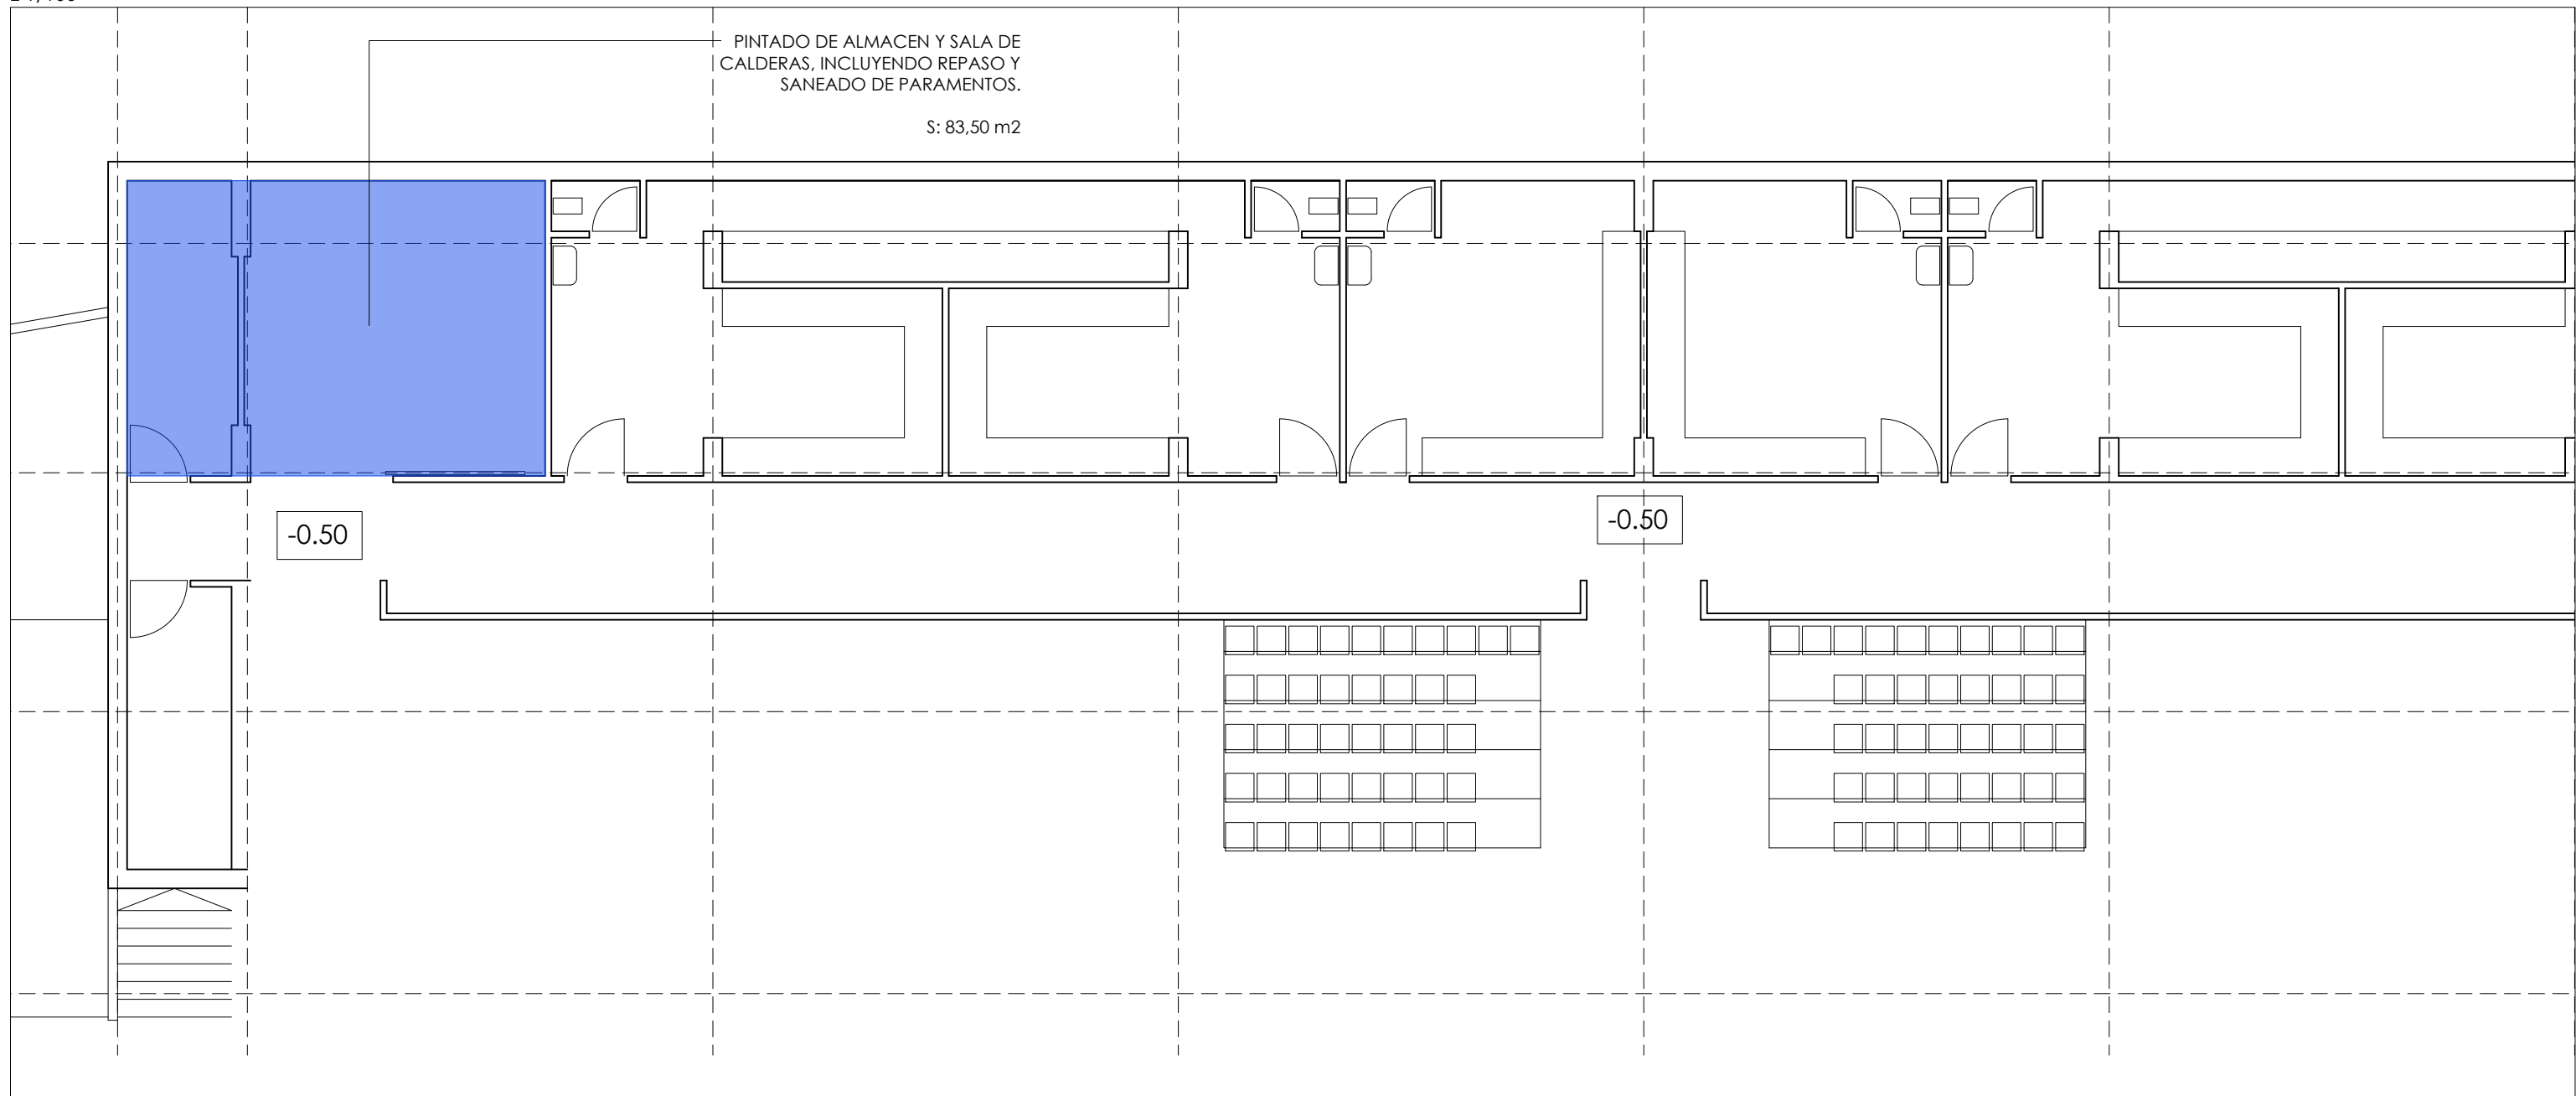 PINTADO DE ALMACEN Y SALA DE
CALDERAS, INCLUYENDO REPASO Y
SANEADO DE PARAMENTOS.
S: 83,50 m2
-0.50
-0.50